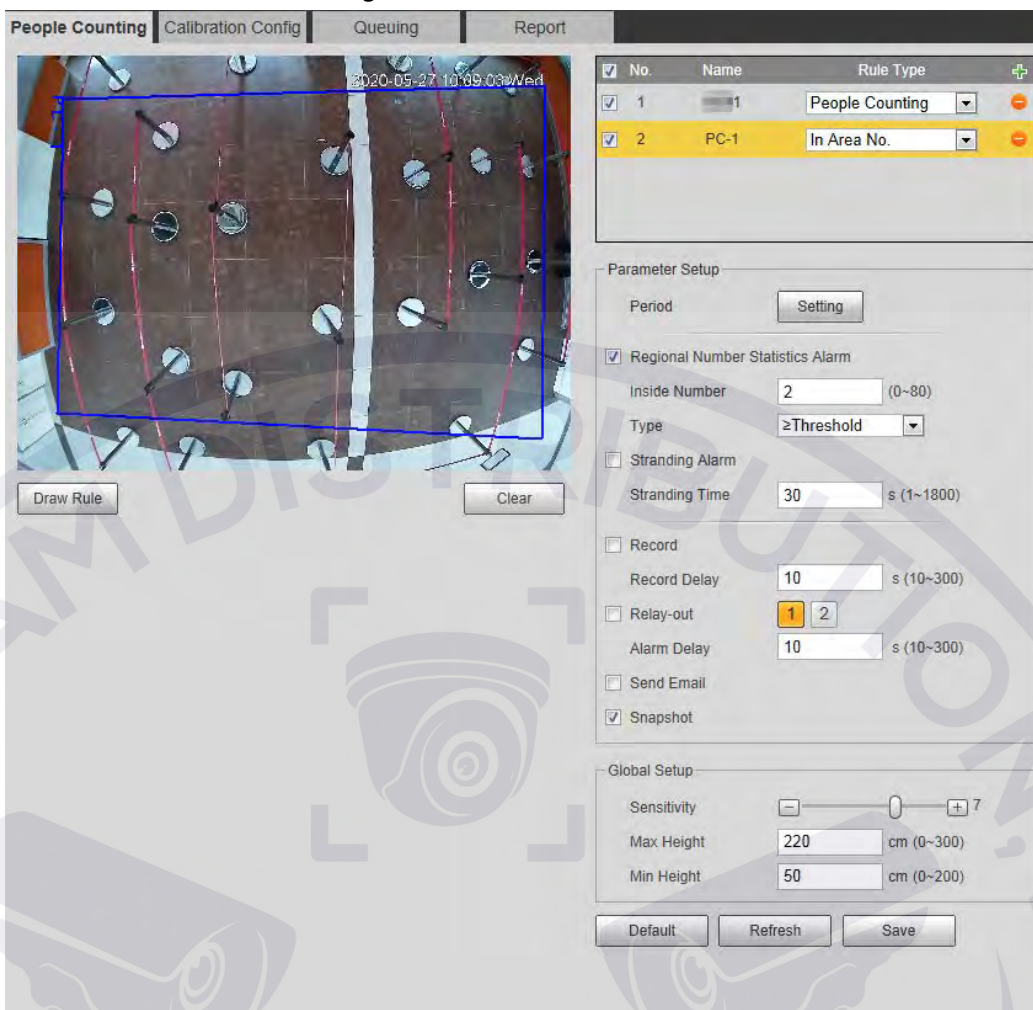 People Counting Calibration Config Queuing Report
2020-05-27 10:09:03 Wed
No. Name Rule Type
1 1 People Counting
2 PC-1 In Area No.
Parameter Setup
Period Setting
Regional Number Statistics Alarm
Inside Number 2 (0~80)
Type ≥Threshold
Stranding Alarm
Stranding Time 30 s (1~1800)
Record
Record Delay 10 s (10~300)
Relay-out 1 2
Alarm Delay 10 s (10~300)
Send Email
Snapshot
Global Setup
Sensitivity 7
Max Height 220 cm (0~300)
Min Height 50 cm (0~200)
Draw Rule Clear
Default Refresh Save
AM DISTRIBUTION,